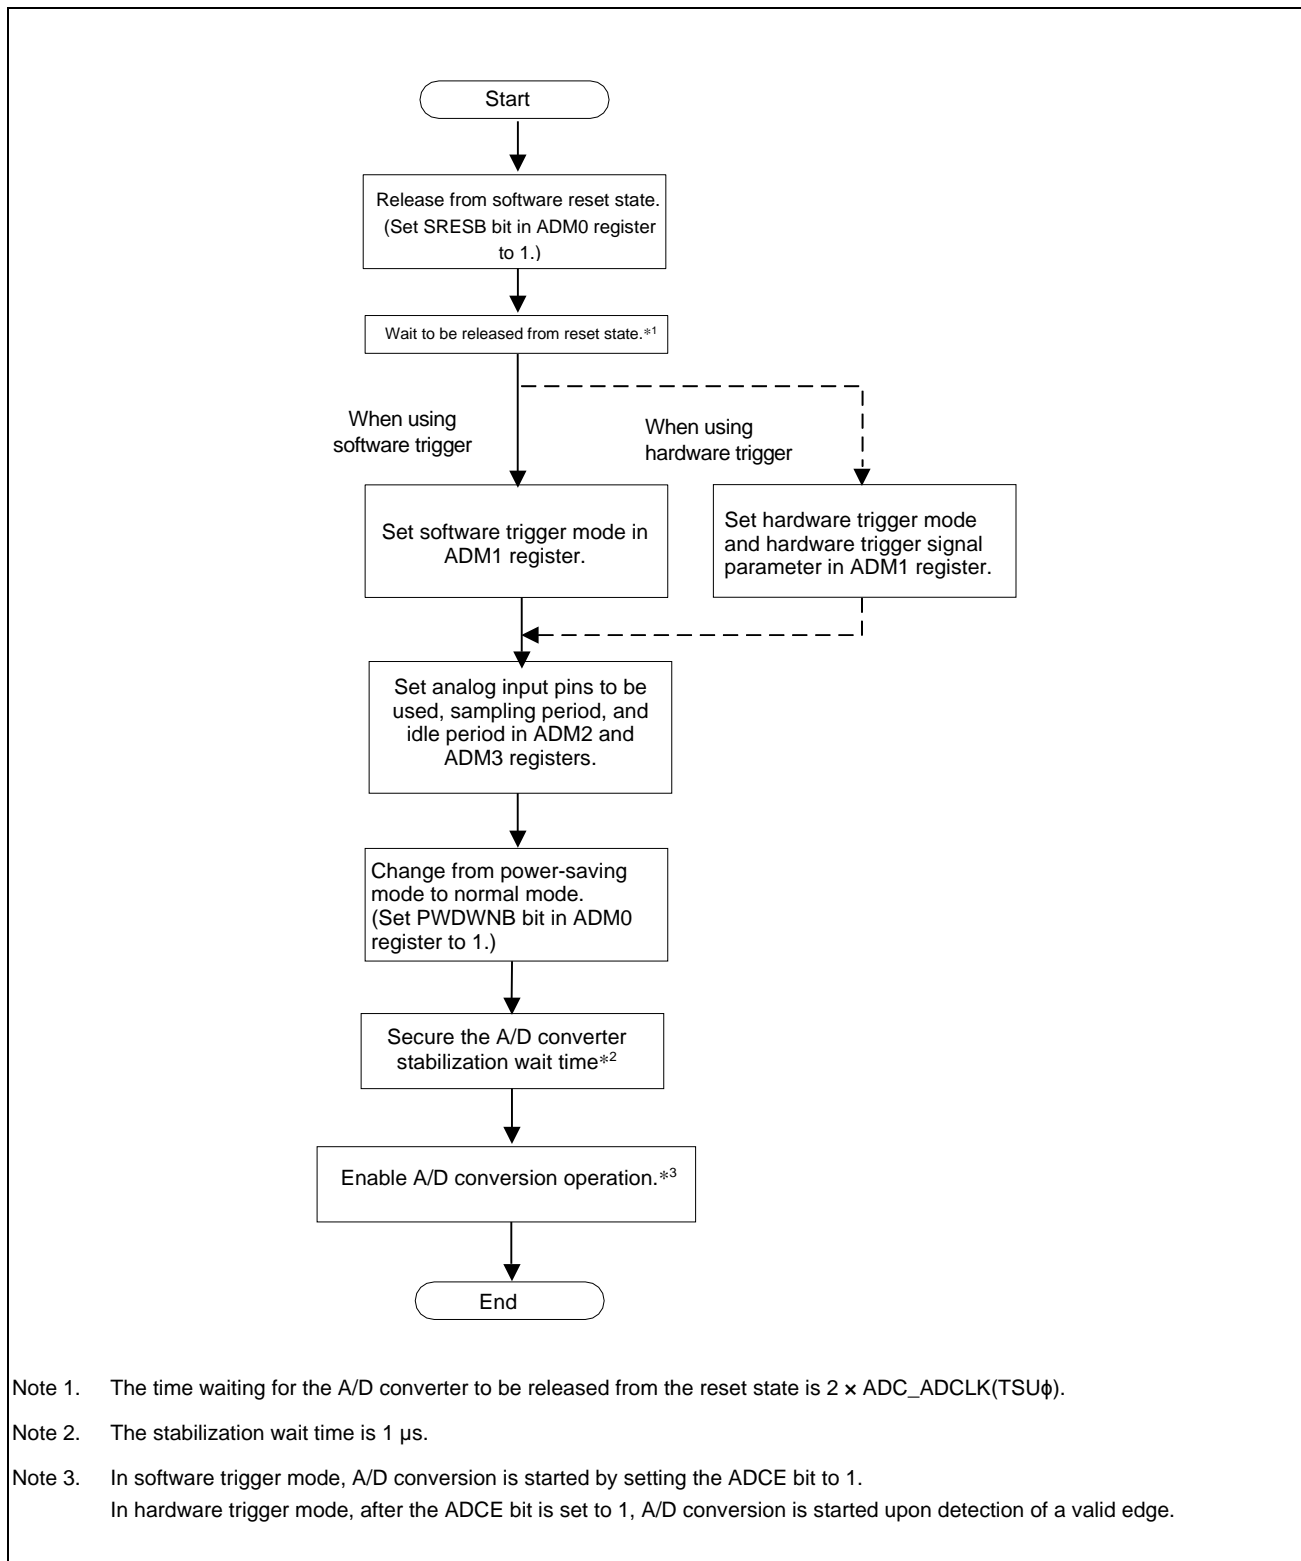 Start
Release from software reset state.
(Set SRESB bit in ADM0 register
to 1.)
Wait to be released from reset state.*1
When using
software trigger
When using
hardware trigger
Set software trigger mode in
ADM1 register.
Set hardware trigger mode
and hardware trigger signal
parameter in ADM1 register.
Set analog input pins to be
used, sampling period, and
idle period in ADM2 and
ADM3 registers.
Change from power-saving
mode to normal mode.
(Set PWDWNB bit in ADM0
register to 1.)
Secure the A/D converter
stabilization wait time*2
Enable A/D conversion operation.*3
End
Note 1. The time waiting for the A/D converter to be released from the reset state is 2 × ADC_ADCLK(TSUϕ).
Note 2. The stabilization wait time is 1 µs.
Note 3. In software trigger mode, A/D conversion is started by setting the ADCE bit to 1.
In hardware trigger mode, after the ADCE bit is set to 1, A/D conversion is started upon detection of a valid edge.